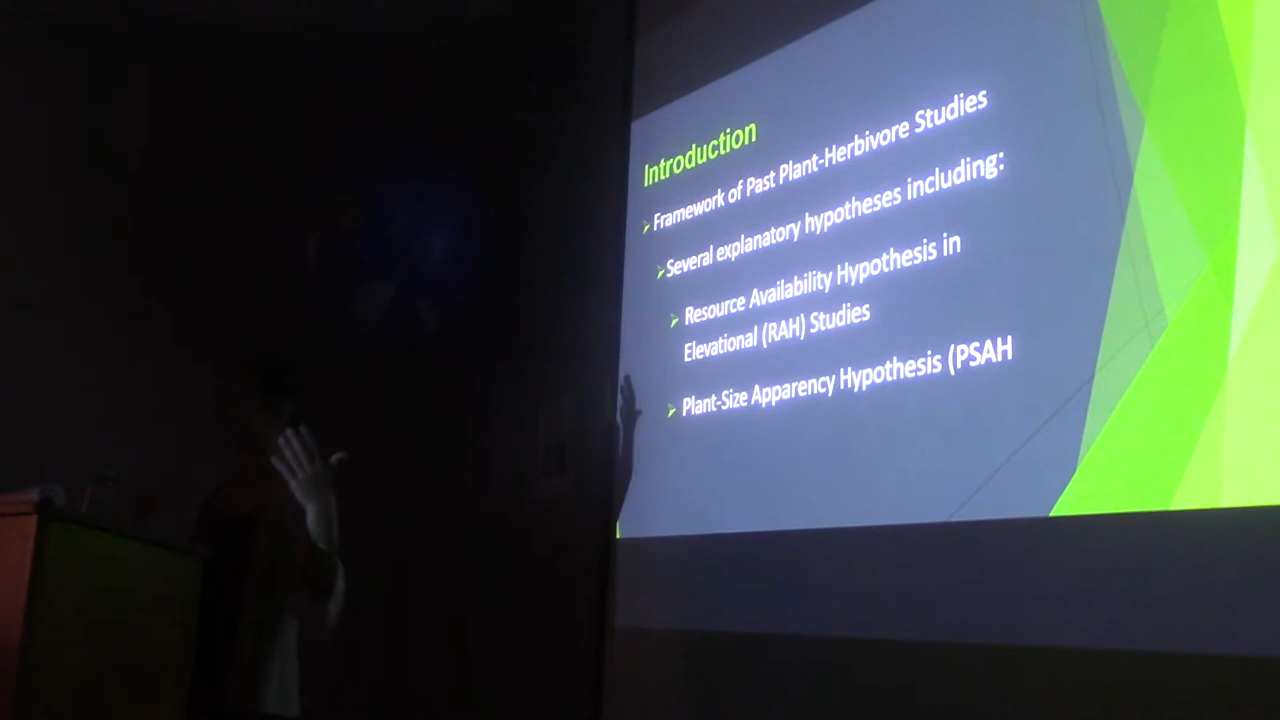 Introduction
Framework of Past Plant-Herbivore Studies
Several explanatory hypotheses including:
Resource Availability Hypothesis in
Elevational (RAH) Studies
Plant-Size Apparency Hypothesis (PSAH